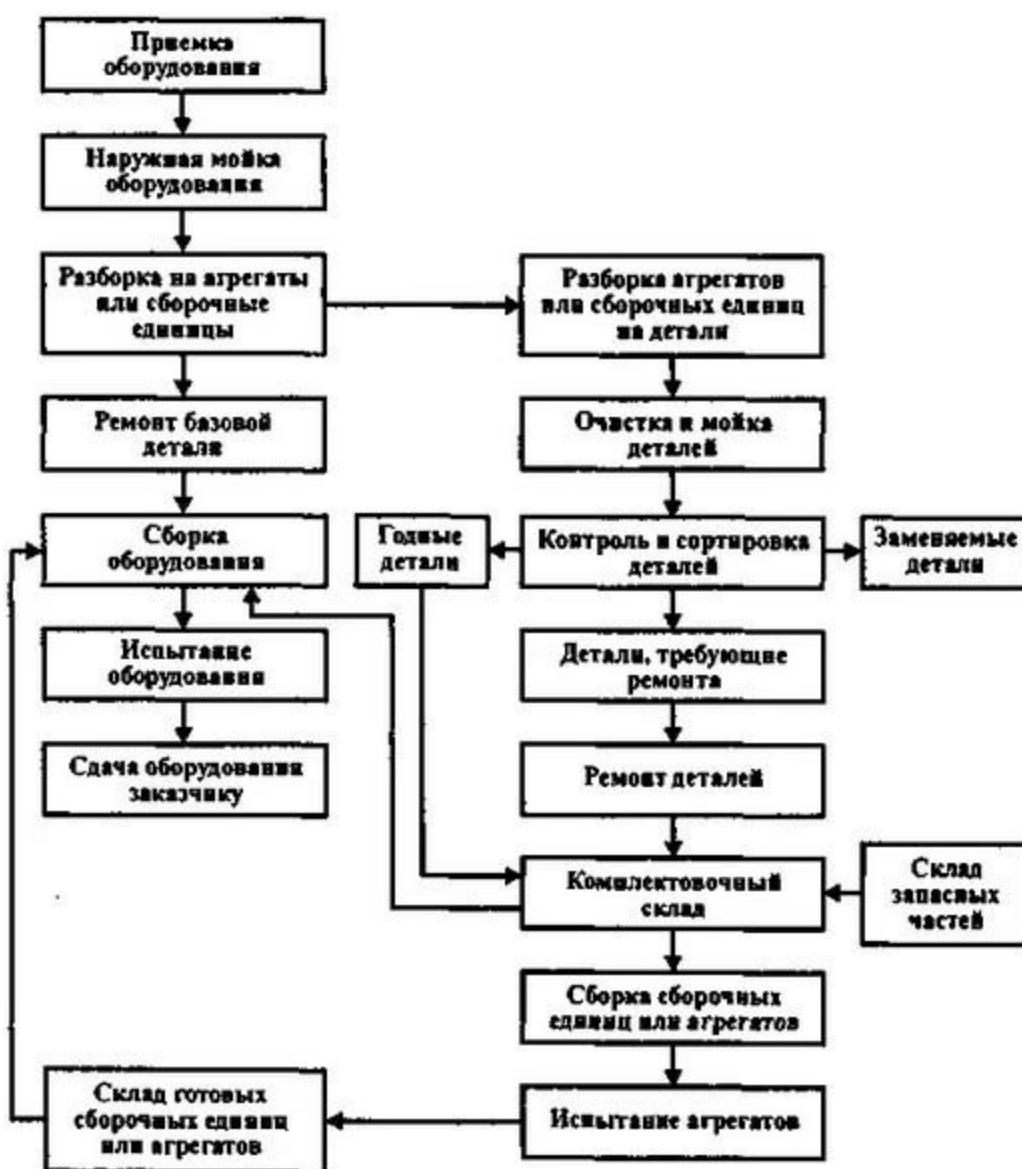 Приемка
оборудования
Наружная мойка
оборудования
Разборка на агрегаты
или сборочные
единицы
Разборка агрегатов
или сборочных единиц
на детали
Ремонт базовой
детали
Очистка и мойка
деталей
Сборка
оборудования
Годные
детали
Контроль и сортировка
деталей
Заменяемые
детали
Испытание
оборудования
Детали, требующие
ремонта
Сдача оборудования
заказчику
Ремонт деталей
Комплектовочный
склад
Склад
запасных
частей
Сборка сборочных
единиц или агрегатов
Склад готовых
сборочных единиц
или агрегатов
Испытание агрегатов